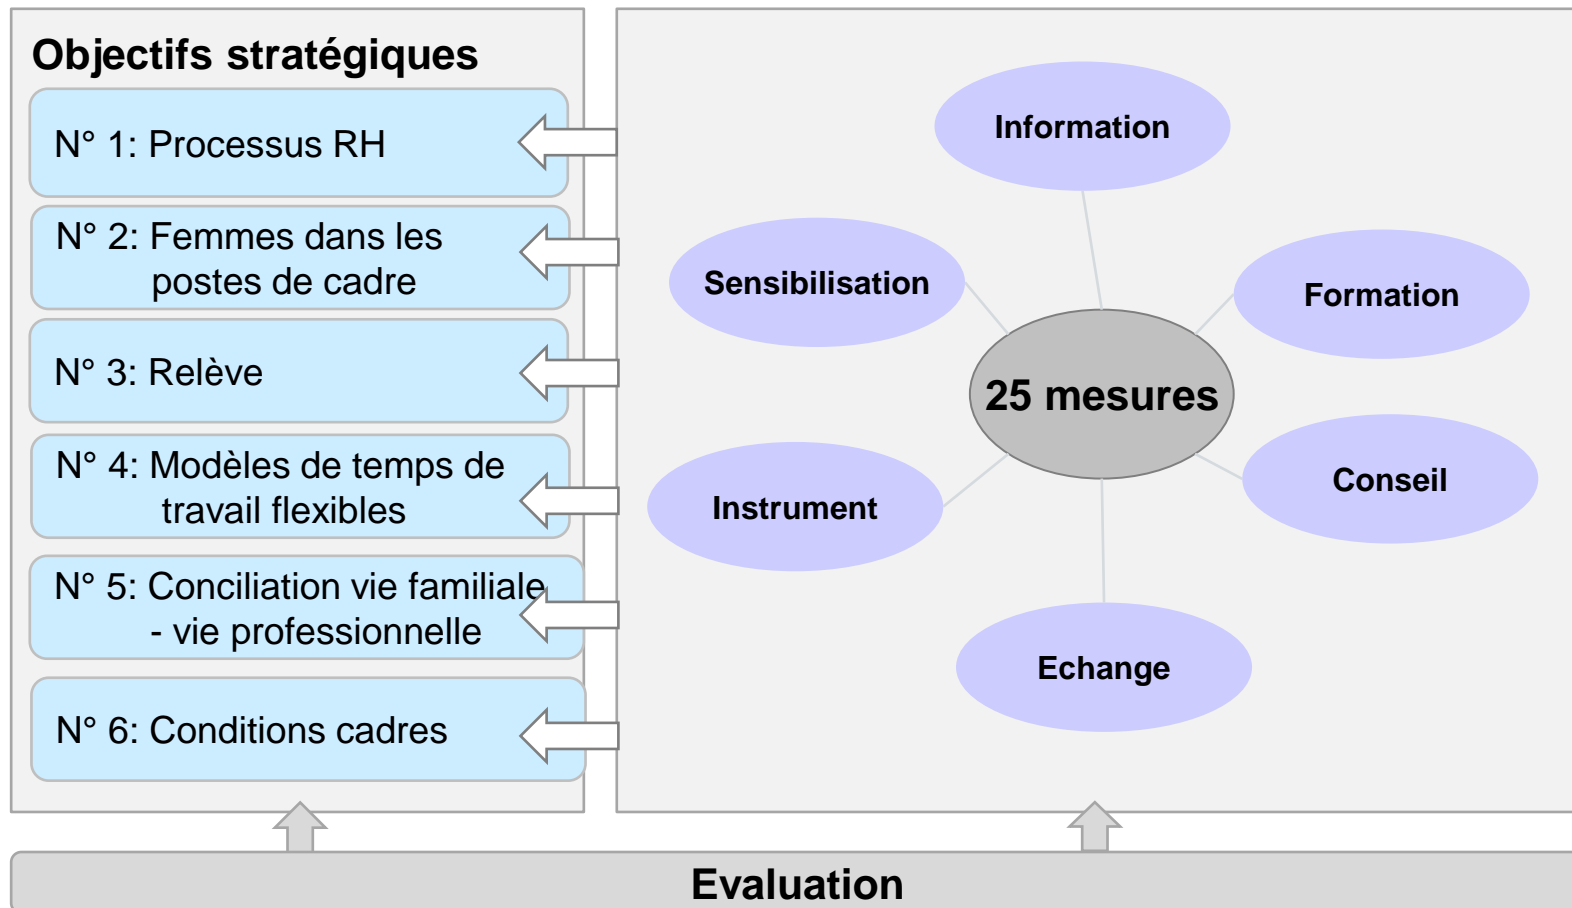 Objectifs stratégiques
N° 1: Processus RH
N° 2: Femmes dans les
postes de cadre
N° 3: Relève
N° 4: Modèles de temps de
travail flexibles
N° 5: Conciliation vie familiale
- vie professionnelle
N° 6: Conditions cadres
Information
Sensibilisation
Formation
25 mesures
Instrument
Conseil
Echange
Evaluation